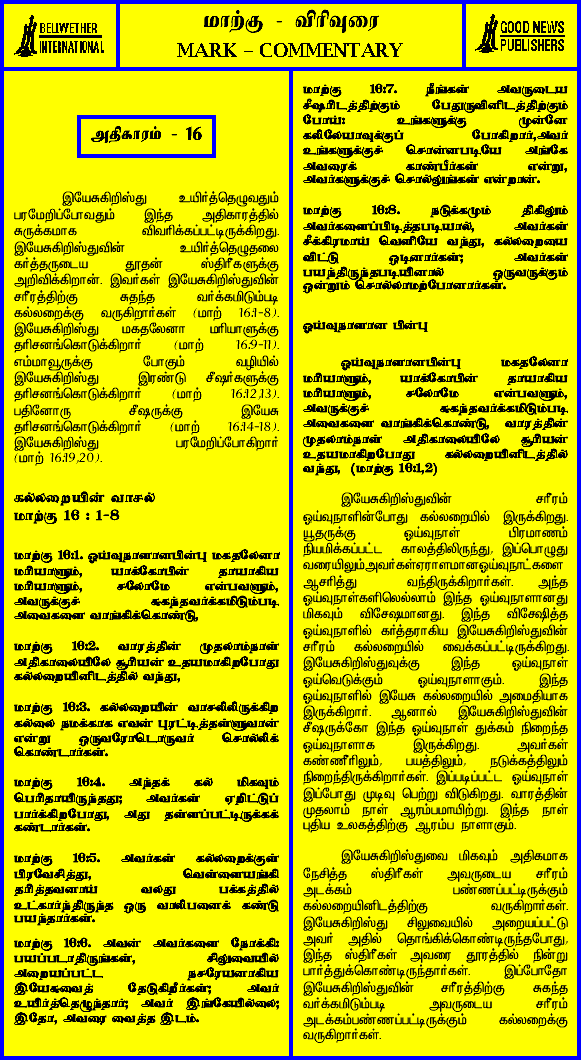 BELWETHER
INTERNATIONAL
மாற்கு - விரிவுரை
MARK – COMMENTARY
GOOD NEWS
PUBLISHERS
அதிகாரம் - 16
இயேசுகிறிஸ்து உயிர்த்தெழுவதும்
பரமேறிப்போவதும் இந்த அதிகாரத்தில்
சுருக்கமாக விவரிக்கப்பட்டிருக்கிறது.
இயேசுகிறிஸ்துவின் உயிர்த்தெழுதலை
கர்த்தருடைய தூதன் ஸ்திரீகளுக்கு
அறிவிக்கிறான். இவர்கள் இயேசுகிறிஸ்துவின்
சரீரத்திற்கு சுதந்த வர்க்கமிடும்படி
கல்லறைக்கு வருகிறார்கள் (மாற் 16:1-8).
இயேசுகிறிஸ்து மகதலேனா மரியாளுக்கு
தரிசனங்கொடுக்கிறார் (மாற் 16:9-11).
எம்மாவூருக்கு போகும் வழியில்
இயேசுகிறிஸ்து இரண்டு சீஷர்களுக்கு
தரிசனங்கொடுக்கிறார் (மாற் 16:12,13).
பதினோரு சீஷருக்கு இயேசு
தரிசனங்கொடுக்கிறார் (மாற் 16:14-18).
இயேசுகிறிஸ்து பரமேறிப்போகிறார்
(மாற் 16:19,20).
கல்லறையின் வாசல்
மாற்கு 16 : 1-8
மாற்கு 16:1. ஓய்வுநாளானபின்பு மகதலேனா
மரியாளும், யாக்கோபின் தாயாகிய
மரியாளும், சலோமே என்பவளும்,
அவருக்குச் சுகந்தவர்க்கமிடும்படி
அவைகளை வாங்கிக்கொண்டு,
மாற்கு 16:2. வாரத்தின் முதலாம்நாள்
அதிகாலையிலே சூரியன் உதயமாகிறபோது
கல்லறையினிடத்தில் வந்து,
மாற்கு 16:3. கல்லறையின் வாசலிலிருக்கிற
கல்லை நமக்காக எவன் புரட்டித்தள்ளுவான்
என்று ஒருவரோடொருவர் சொல்லிக்
கொண்டார்கள்.
மாற்கு 16:4. அந்தக் கல் மிகவும்
பெரிதாயிருந்தது; அவர்கள் ஏறிட்டுப்
பார்க்கிறபோது, அது தள்ளப்பட்டிருக்கக்
கண்டார்கள்.
மாற்கு 16:5. அவர்கள் கல்லறைக்குள்
பிரவேசித்து, வெள்ளையங்கி
தரித்தவனாய் வலது பக்கத்தில்
உட்கார்ந்திருந்த ஒரு வாலிபனைக் கண்டு
பயந்தார்கள்.
மாற்கு 16:6. அவன் அவர்களை நோக்கி:
பயப்படாதிருங்கள், சிலுவையில்
அறையப்பட்ட நசரேயனாகிய
இயேசுவைத் தேடுகிறீர்கள்; அவர்
உயிர்த்தெழுந்தார்; அவர் இங்கேயில்லை;
இதோ, அவரை வைத்த இடம்.
மாற்கு 16:7. நீங்கள் அவருடைய
சீஷரிடத்திற்கும் பேதுருவினிடத்திற்கும்
போய்: உங்களுக்கு முன்னே
கலிலேயாவுக்குப் போகிறார்,அவர்
உங்களுக்குச் சொன்னபடியே அங்கே
அவரைக் காண்பீர்கள் என்று,
அவர்களுக்குச் சொல்லுங்கள் என்றான்.
மாற்கு 16:8. நடுக்கமும் திகிலும்
அவர்களைப்பிடித்தபடியால், அவர்கள்
சீக்கிரமாய் வெளியே வந்து, கல்லறையை
விட்டு ஓடினார்கள்; அவர்கள்
பயந்திருந்தபடியினால் ஒருவருக்கும்
ஒன்றும் சொல்லாமற்போனார்கள்.
ஓய்வுநாளான பின்பு
ஓய்வுநாளானபின்பு மகதலேனா
மரியாளும், யாக்கோபின் தாயாகிய
மரியாளும், சலோமே என்பவளும்,
அவருக்குச் சுகந்தவர்க்கமிடும்படி
அவைகளை வாங்கிக்கொண்டு, வாரத்தின்
முதலாம்நாள் அதிகாலையிலே சூரியன்
உதயமாகிறபோது கல்லறையினிடத்தில்
வந்து, (மாற்கு 16:1,2)
இயேசுகிறிஸ்துவின் சரீரம்
ஓய்வுநாளின்போது கல்லறையில் இருக்கிறது.
யூதருக்கு ஓய்வுநாள் பிரமாணம்
நியமிக்கப்பட்ட காலத்திலிருந்து, இப்பொழுது
வரையிலும்அவர்கள்ஏராளமானஓய்வுநாட்களை
ஆசரித்து வந்திருக்கிறார்கள். அந்த
ஓய்வுநாள்களிலெல்லாம் இந்த ஓய்வுநாளானது
மிகவும் விசேஷமானது. இந்த விசேஷித்த
ஓய்வுநாளில் கர்த்தராகிய இயேசுகிறிஸ்துவின்
சரீரம் கல்லறையில் வைக்கப்பட்டிருக்கிறது.
இயேசுகிறிஸ்துவுக்கு இந்த ஓய்வுநாள்
ஓய்வெடுக்கும் ஓய்வுநாளாகும். இந்த
ஓய்வுநாளில் இயேசு கல்லறையில் அமைதியாக
இருக்கிறார். ஆனால் இயேசுகிறிஸ்துவின்
சீஷருக்கோ இந்த ஓய்வுநாள் துக்கம் நிறைந்த
ஓய்வுநாளாக இருக்கிறது. அவர்கள்
கண்ணீரிலும், பயத்திலும், நடுக்கத்திலும்
நிறைந்திருக்கிறார்கள். இப்படிப்பட்ட ஓய்வுநாள்
இப்போது முடிவு பெற்று விடுகிறது. வாரத்தின்
முதலாம் நாள் ஆரம்பமாயிற்று. இந்த நாள்
புதிய உலகத்திற்கு ஆரம்ப நாளாகும்.
இயேசுகிறிஸ்துவை மிகவும் அதிகமாக
நேசித்த ஸ்திரீகள் அவருடைய சரீரம்
அடக்கம் பண்ணப்பட்டிருக்கும்
கல்லறையினிடத்திற்கு வருகிறார்கள்.
இயேசுகிறிஸ்து சிலுவையில் அறையப்பட்டு
அவர் அதில் தொங்கிக்கொண்டிருந்தபோது,
இந்த ஸ்திரீகள் அவரை தூரத்தில் நின்று
பார்த்துக்கொண்டிருந்தார்கள். இப்போதோ
இயேசுகிறிஸ்துவின் சரீரத்திற்கு சுகந்த
வர்க்கமிடும்படி அவருடைய சரீரம்
அடக்கம்பண்ணப்பட்டிருக்கும் கல்லறைக்கு
வருகிறார்கள்.